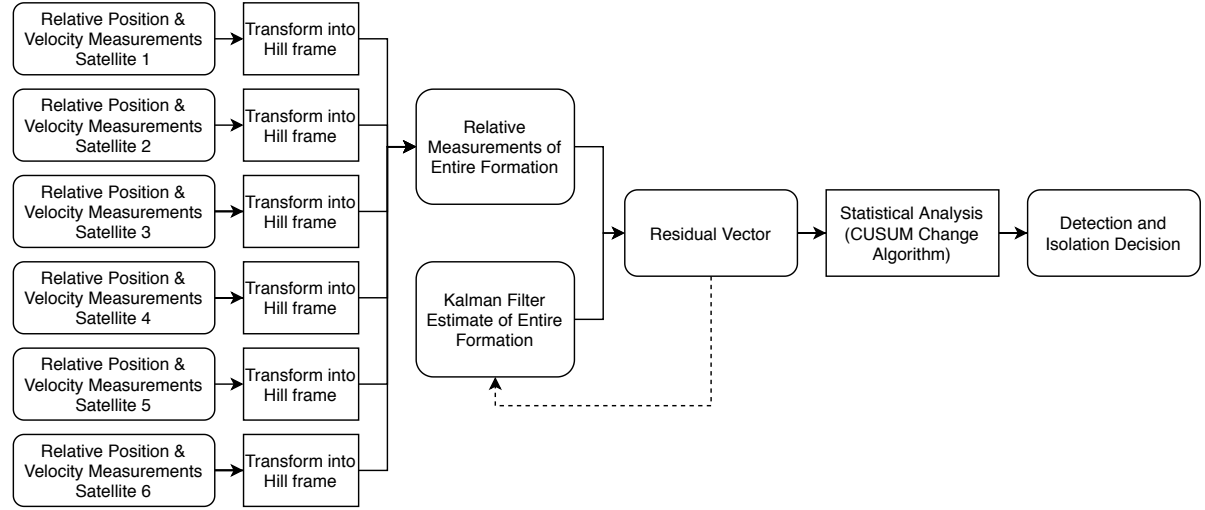 Relative Position &
Velocity Measurements
Satellite 1
Transform into
Hill frame
Relative Position &
Velocity Measurements
Satellite 2
Transform into
Hill frame
Relative Position &
Velocity Measurements
Satellite 3
Transform into
Hill frame
Relative Position &
Velocity Measurements
Satellite 4
Transform into
Hill frame
Relative Position &
Velocity Measurements
Satellite 5
Transform into
Hill frame
Relative Position &
Velocity Measurements
Satellite 6
Transform into
Hill frame
Relative
Measurements of
Entire Formation
Kalman Filter
Estimate of Entire
Formation
Residual Vector
Statistical Analysis
(CUSUM Change
Algorithm)
Detection and
Isolation Decision